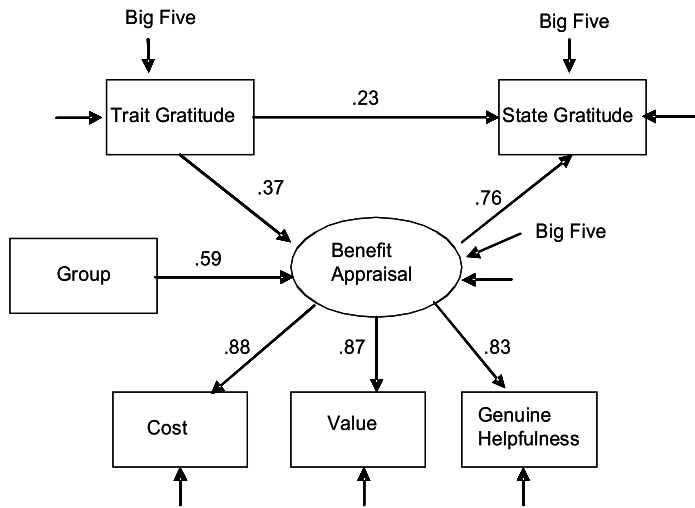 Big Five
Big Five
Trait Gratitude
.23
State Gratitude
.37
.76
Big Five
Group
.59
Benefit
Appraisal
.88
.87
.83
Cost
Value
Genuine
Helpfulness